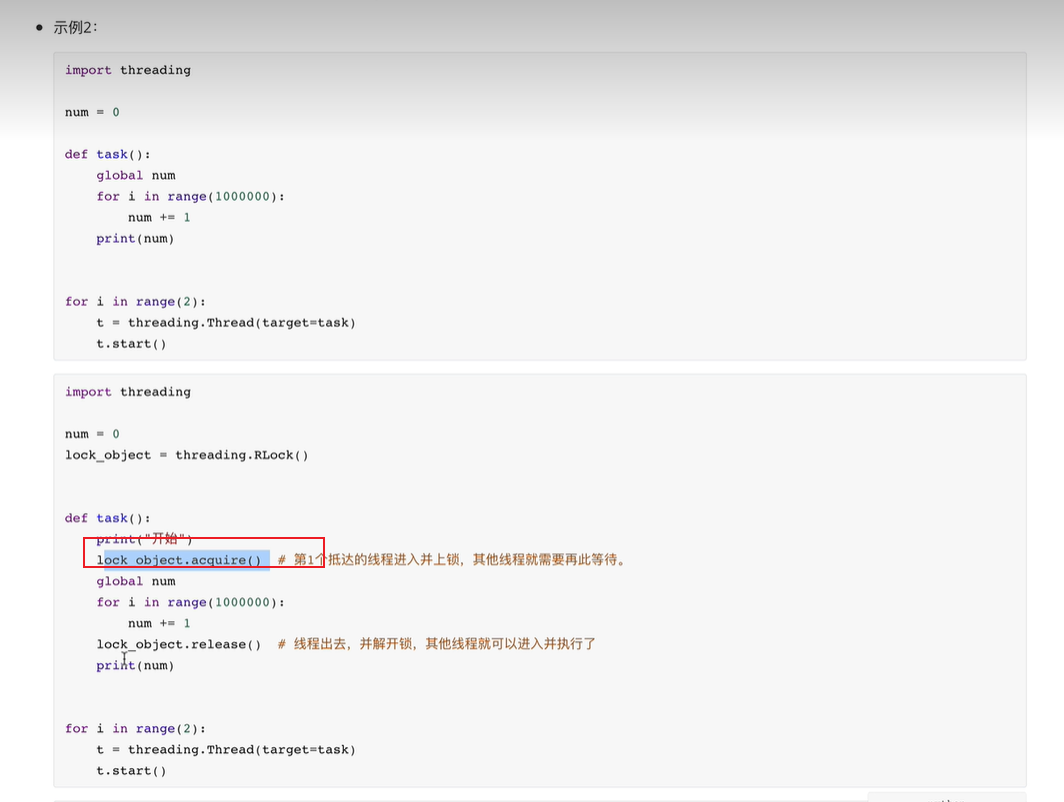 示例2:
import threading
num = 0
def task():
    global num
    for i in range(1000000):
        num += 1
    print(num)
for i in range(2):
    t = threading.Thread(target=task)
    t.start()
import threading
num = 0
lock_object = threading.RLock()
def task():
    print("开始")
    lock_object.acquire()  # 第1个抵达的线程进入并上锁，其他线程就需要再此等待。
    global num
    for i in range(1000000):
        num += 1
    lock_object.release()  # 线程出去，并解开锁，其他线程就可以进入并执行了
    print(num)
for i in range(2):
    t = threading.Thread(target=task)
    t.start()